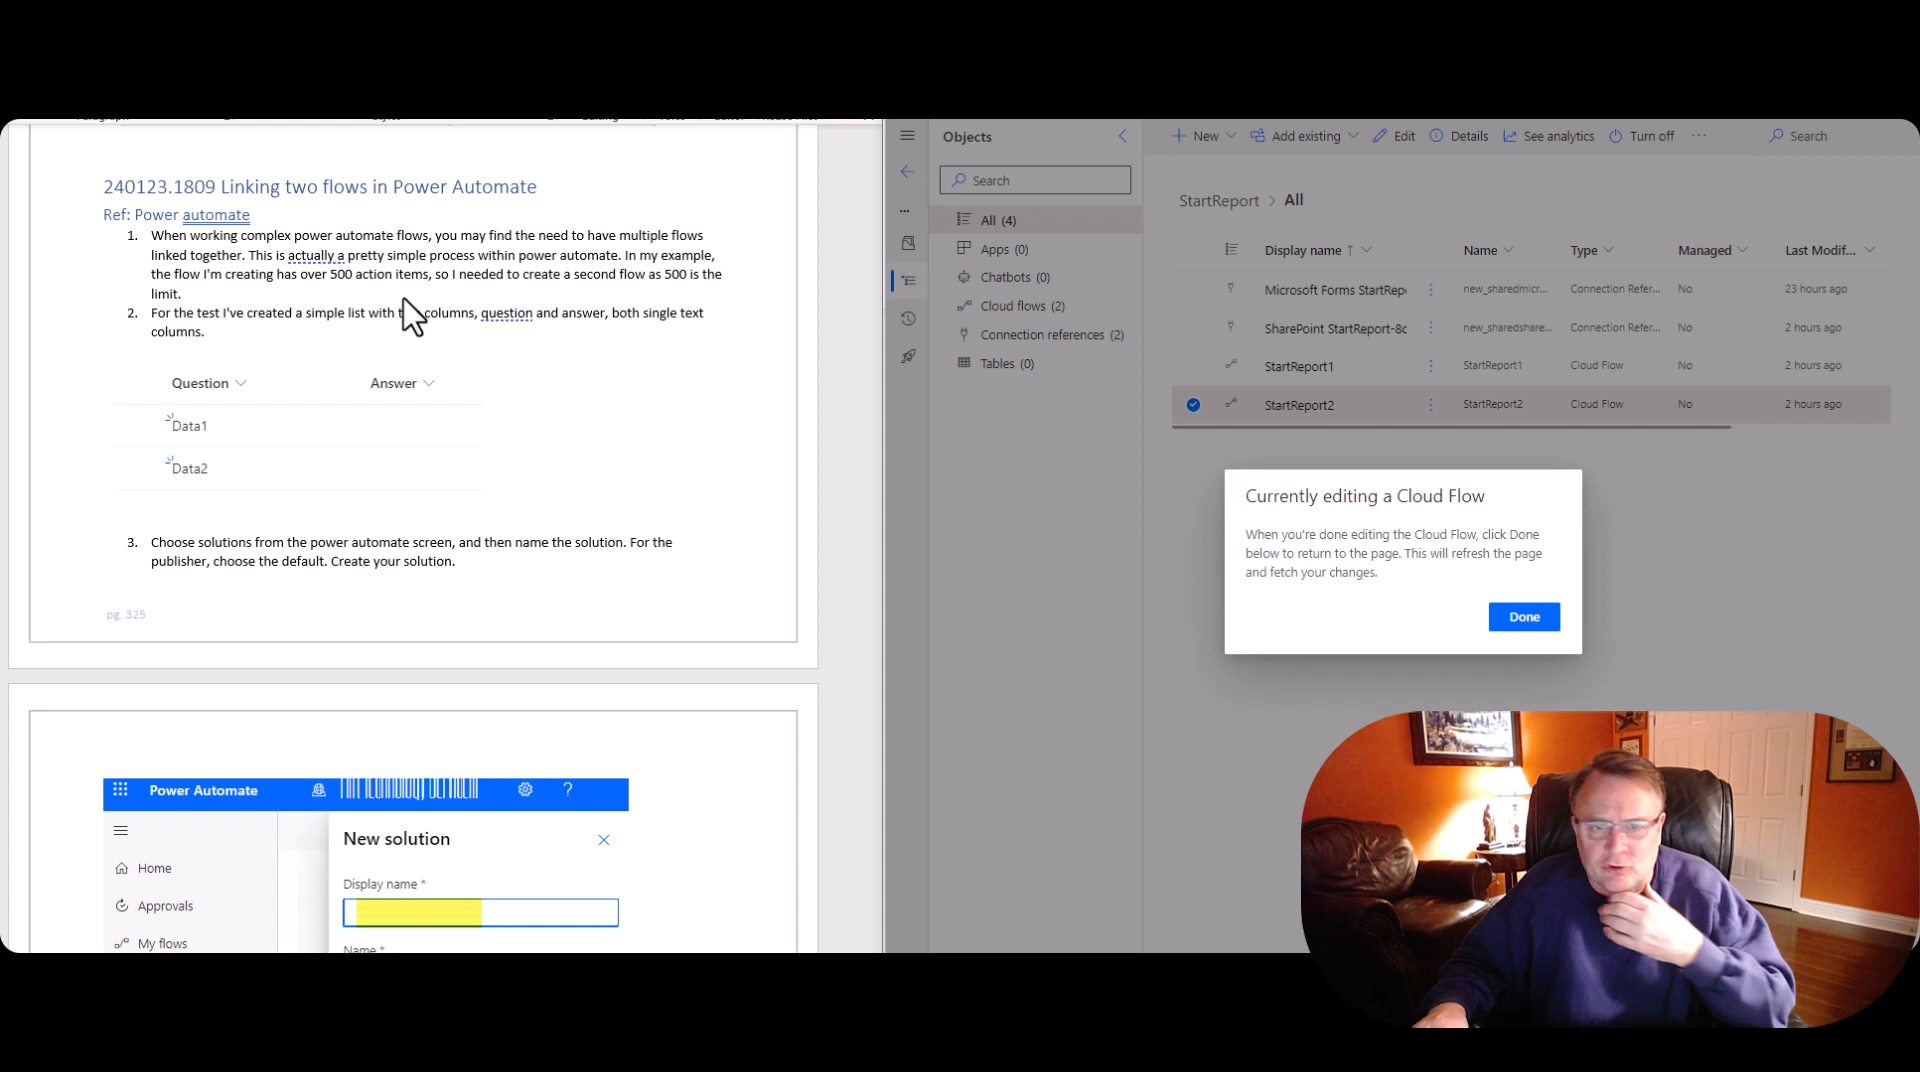 240123.1809 Linking two flows in Power Automate
Ref: Power automate
1. When working complex power automate flows, you may find the need to have multiple flows
linked together. This is actually a pretty simple process within power automate. In my example,
the flow I'm creating has over 500 action items, so I needed to create a second flow as 500 is the
limit.
2. For the test I've created a simple list with columns, question and answer, both single text
columns.
Question Answer
Data1
Data2
3. Choose solutions from the power automate screen, and then name the solution. For the
publisher, choose the default. Create your solution.
pg. 325
Power Automate ?
New solution
Display name *
Name *
Home
Approvals
My flows
Objects
Search
All (4)
Apps (0)
Chatbots (0)
Cloud flows (2)
Connection references (2)
Tables (0)
New Add existing Edit Details See analytics Turn off ... Search
StartReport > All
Display name ↑ Name Type Managed Last Modif...
Microsoft Forms StartRep new_sharedmicr... Connection Refer... No 23 hours ago
SharePoint StartReport-8c new_sharedshare... Connection Refer... No 2 hours ago
StartReport1 StartReport1 Cloud Flow No 2 hours ago
StartReport2 StartReport2 Cloud Flow No 2 hours ago
Currently editing a Cloud Flow
When you're done editing the Cloud Flow, click Done
below to return to the page. This will refresh the page
and fetch your changes.
Done